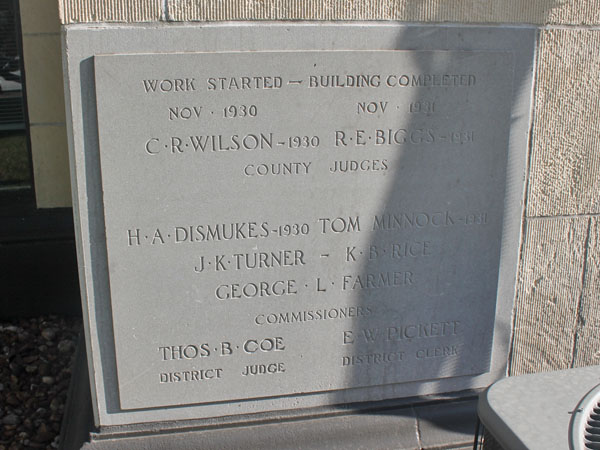 WORK STARTED — BUILDING COMPLETED
NOV · 1930 NOV · 1931
C·R·WILSON-1930 R·E·BIGGS-1931
COUNTY JUDGES
H·A·DISMUKES-1930 TOM MINNOCK-1931
J·K·TURNER - K·B·RICE
GEORGE·L·FARMER
COMMISSIONERS
THOS·B·COE E·W·PICKETT
DISTRICT JUDGE DISTRICT CLERK